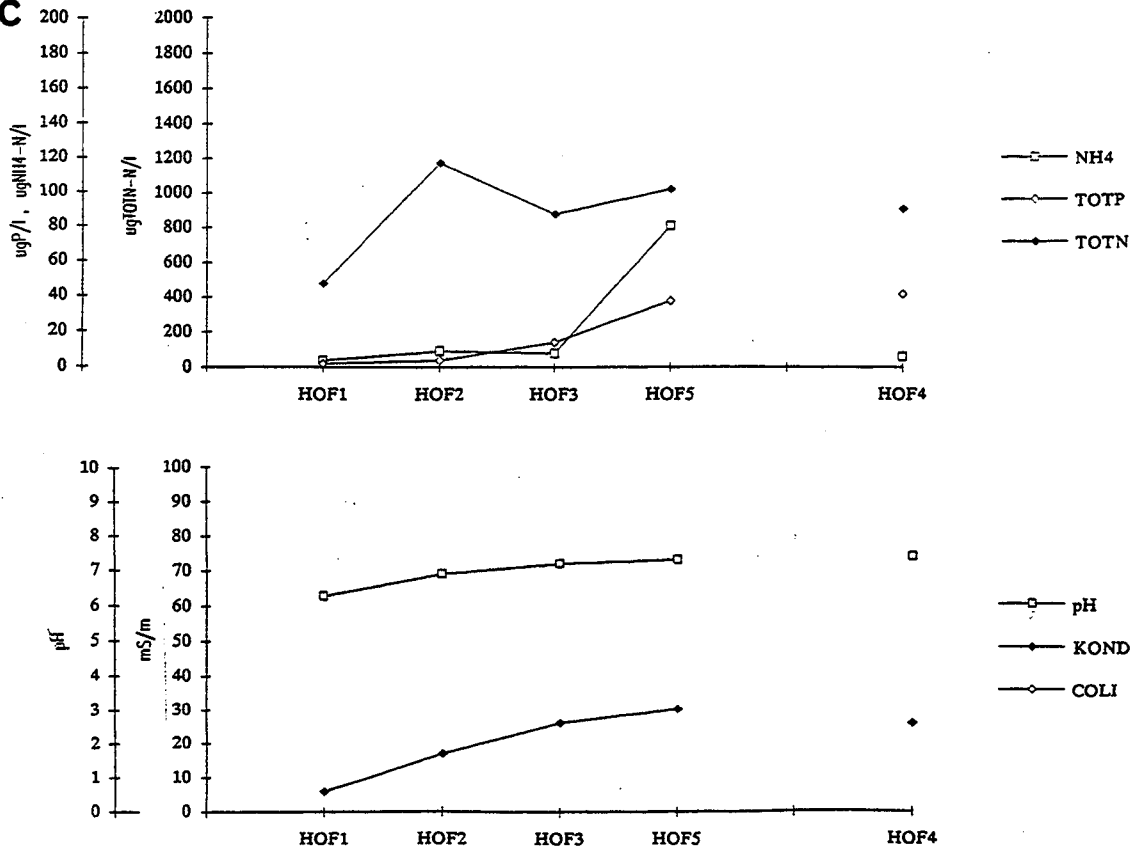 C
200 2000
180 1800
160 1600
140 1400
120 1200
100 1000
80 800
60 600
40 400
20 200
0 0
ugP/l , ugNH4-N/l
ugTOTN-N/l
HOF1 HOF2 HOF3 HOF5 HOF4
NH4
TOTP
TOTN
10 100
9 90
8 80
7 70
6 60
5 50
4 40
3 30
2 20
1 10
0 0
pH
mS/m
HOF1 HOF2 HOF3 HOF5 HOF4
pH
KOND
COLI